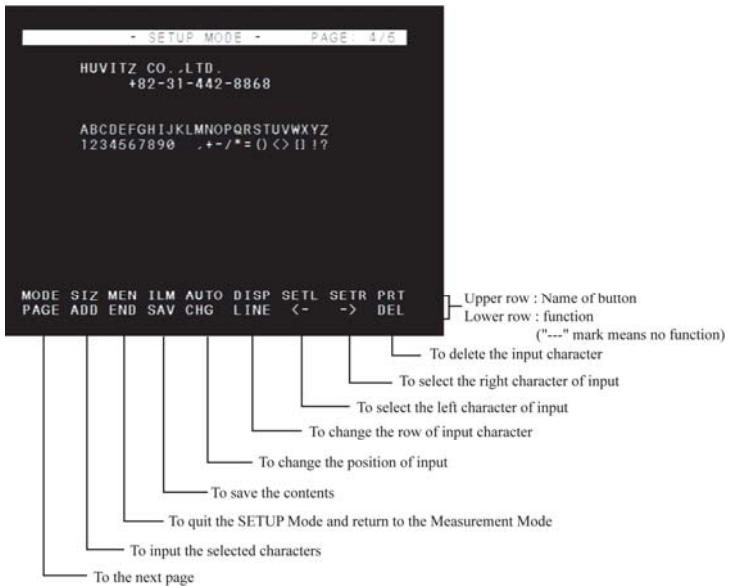 - SETUP MODE - PAGE: 4/6
HUVITZ CO.,LTD.
+82-31-442-8868
ABCDEFGHIJKLMNOPQRSTUVWXYZ
1234567890 ,+-/*=()<>[]!?
MODE SIZ MEN ILM AUTO DISP SETL SETR PRT
PAGE ADD END SAV CHG LINE <- -> DEL
Upper row : Name of button
Lower row : function
("---" mark means no function)
To delete the input character
To select the right character of input
To select the left character of input
To change the row of input character
To change the position of input
To save the contents
To quit the SETUP Mode and return to the Measurement Mode
To input the selected characters
To the next page